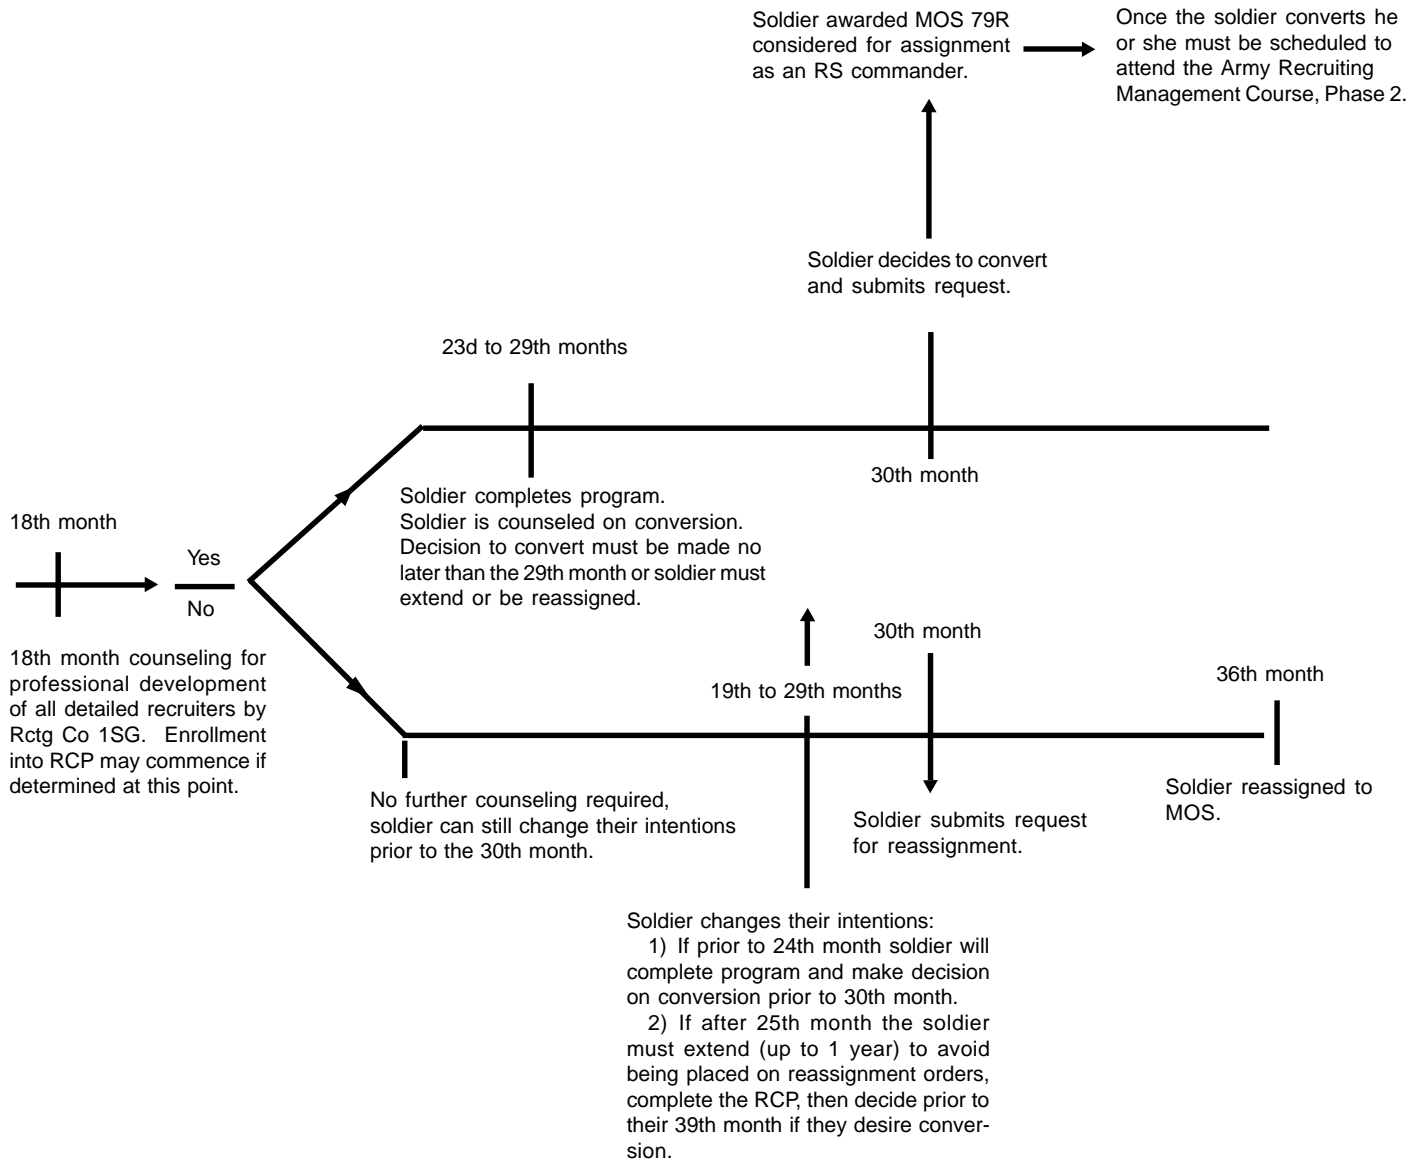 Soldier awarded MOS 79R
considered for assignment
as an RS commander.
Once the soldier converts he
or she must be scheduled to
attend the Army Recruiting
Management Course, Phase 2.
Soldier decides to convert
and submits request.
23d to 29th months
30th month
Soldier completes program.
Soldier is counseled on conversion.
Decision to convert must be made no
later than the 29th month or soldier must
extend or be reassigned.
18th month
Yes
No
18th month counseling for
professional development
of all detailed recruiters by
Rctg Co 1SG. Enrollment
into RCP may commence if
determined at this point.
19th to 29th months
30th month
36th month
No further counseling required,
soldier can still change their intentions
prior to the 30th month.
Soldier submits request
for reassignment.
Soldier reassigned to
MOS.
Soldier changes their intentions:
1) If prior to 24th month soldier will
complete program and make decision
on conversion prior to 30th month.
2) If after 25th month the soldier
must extend (up to 1 year) to avoid
being placed on reassignment orders,
complete the RCP, then decide prior to
their 39th month if they desire conver-
sion.